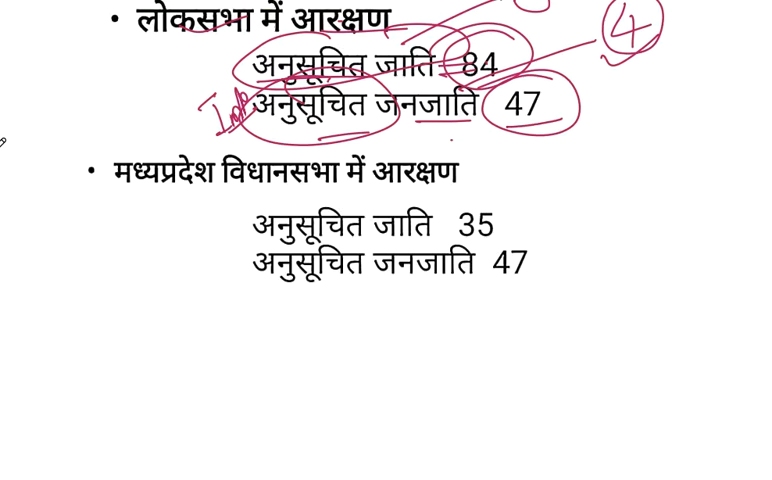 • लोकसभा में आरक्षण
अनुसूचित जाति 84
4
Imp
अनुसूचित जनजाति 47
• मध्यप्रदेश विधानसभा में आरक्षण
अनुसूचित जाति 35
अनुसूचित जनजाति 47